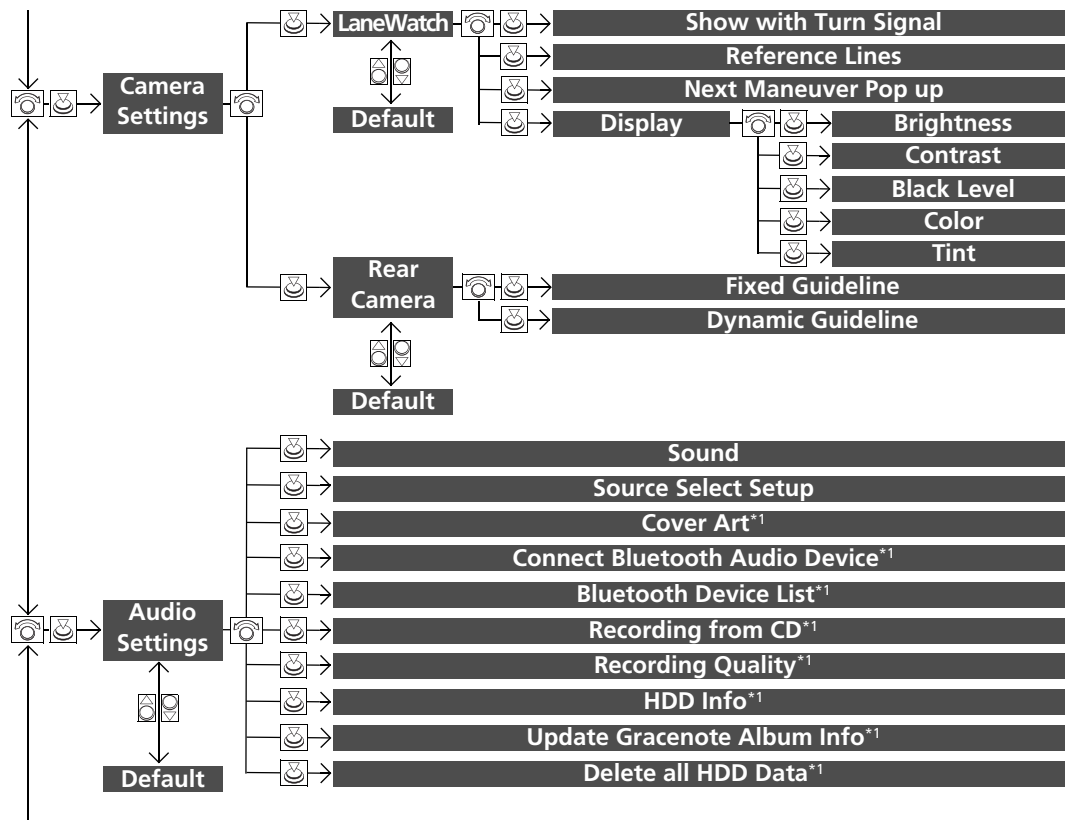 LaneWatch
Show with Turn Signal
Reference Lines
Next Maneuver Pop up
Camera
Settings
Default
Display
Brightness
Contrast
Black Level
Color
Tint
Rear
Camera
Fixed Guideline
Dynamic Guideline
Default
Sound
Source Select Setup
Cover Art*1
Connect Bluetooth Audio Device*1
Bluetooth Device List*1
Audio
Settings
Recording from CD*1
Recording Quality*1
HDD Info*1
Update Gracenote Album Info*1
Default
Delete all HDD Data*1